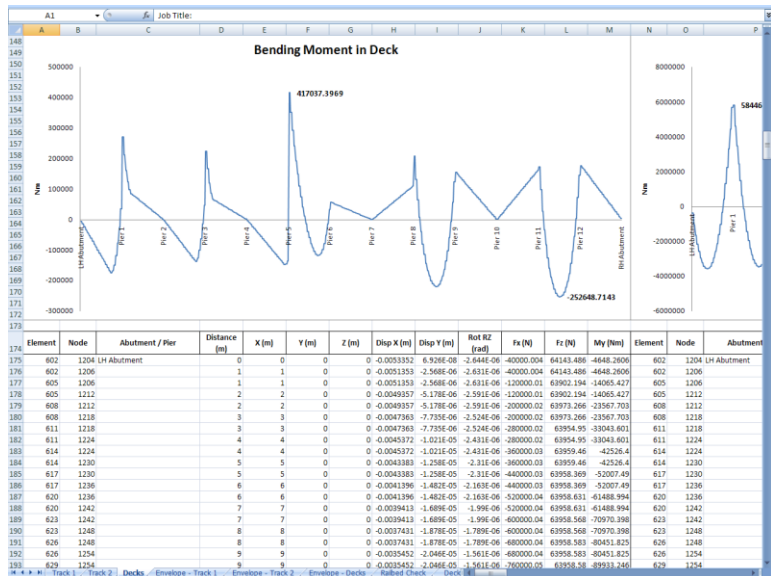 A1 fx Job Title:
A B C D E F G H I J K L M N O P
148
149
150
151
152
153
154
155
156
157
158
159
160
161
162
163
164
165
166
167
168
169
170
171
172
173
Bending Moment in Deck
500000
400000
300000
200000
100000
0
-100000
-200000
-300000
Nm
417037.3969
-252648.7143
LH Abutment
Pier 1
Pier 2
Pier 3
Pier 4
Pier 5
Pier 6
Pier 7
Pier 8
Pier 9
Pier 10
Pier 11
Pier 12
RH Abutment
8000000
6000000
4000000
2000000
0
-2000000
-4000000
-6000000
Nm
58446
LH Abutment
Pier 1
174 Element Node Abutment / Pier Distance (m) X (m) Y (m) Z (m) Disp X (m) Disp Y (m) Rot RZ (rad) Fx (N) Fz (N) My (Nm) Element Node Abutment
175 602 1204 LH Abutment 0 0 0 0 -0.0053352 6.926E-08 -2.644E-06 -40000.004 64143.486 -4648.2606 602 1204 LH Abutment
176 602 1206 1 1 0 0 -0.0051353 -2.568E-06 -2.631E-06 -40000.004 64143.486 -14065.427 602 1206
177 605 1206 1 1 0 0 -0.0051353 -2.568E-06 -2.631E-06 -120000.01 63902.194 -14065.427 605 1206
178 605 1212 2 2 0 0 -0.0049357 -5.178E-06 -2.591E-06 -120000.01 63902.194 -23567.703 605 1212
179 608 1212 2 2 0 0 -0.0049357 -5.178E-06 -2.591E-06 -200000.02 63973.266 -23567.703 608 1212
180 608 1218 3 3 0 0 -0.0047363 -7.735E-06 -2.524E-06 -200000.02 63973.266 -33043.601 608 1218
181 611 1218 3 3 0 0 -0.0047363 -7.735E-06 -2.524E-06 -280000.02 63954.95 -33043.601 611 1218
182 611 1224 4 4 0 0 -0.0045372 -1.021E-05 -2.431E-06 -280000.02 63954.95 -42526.4 611 1224
183 614 1224 4 4 0 0 -0.0045372 -1.021E-05 -2.431E-06 -360000.03 63959.46 -42526.4 614 1224
184 614 1230 5 5 0 0 -0.0043383 -1.258E-05 -2.31E-06 -360000.03 63959.46 -52007.49 614 1230
185 617 1230 5 5 0 0 -0.0043383 -1.258E-05 -2.31E-06 -440000.03 63958.369 -52007.49 617 1230
186 617 1236 6 6 0 0 -0.0041396 -1.482E-05 -2.163E-06 -440000.03 63958.369 -61488.994 617 1236
187 620 1236 6 6 0 0 -0.0041396 -1.482E-05 -2.163E-06 -520000.04 63958.631 -61488.994 620 1236
188 620 1242 7 7 0 0 -0.0039413 -1.689E-05 -1.99E-06 -520000.04 63958.631 -70970.398 620 1242
189 623 1242 7 7 0 0 -0.0039413 -1.689E-05 -1.99E-06 -600000.04 63958.568 -70970.398 623 1242
190 623 1248 8 8 0 0 -0.0037431 -1.878E-05 -1.789E-06 -600000.04 63958.568 -80451.825 623 1248
191 626 1248 8 8 0 0 -0.0037431 -1.878E-05 -1.789E-06 -680000.04 63958.583 -80451.825 626 1248
192 626 1254 9 9 0 0 -0.0035452 -2.046E-05 -1.561E-06 -680000.04 63958.583 -89933.246 626 1254
193 629 1254 9 9 0 0 -0.0035452 -2.046E-05 -1.561E-06 -760000.05 63958.58 -89933.246 629 1254
Track 1 Track 2 Decks Envelope - Track 1 Envelope - Track 2 Envelope - Decks Railbed Check Deck